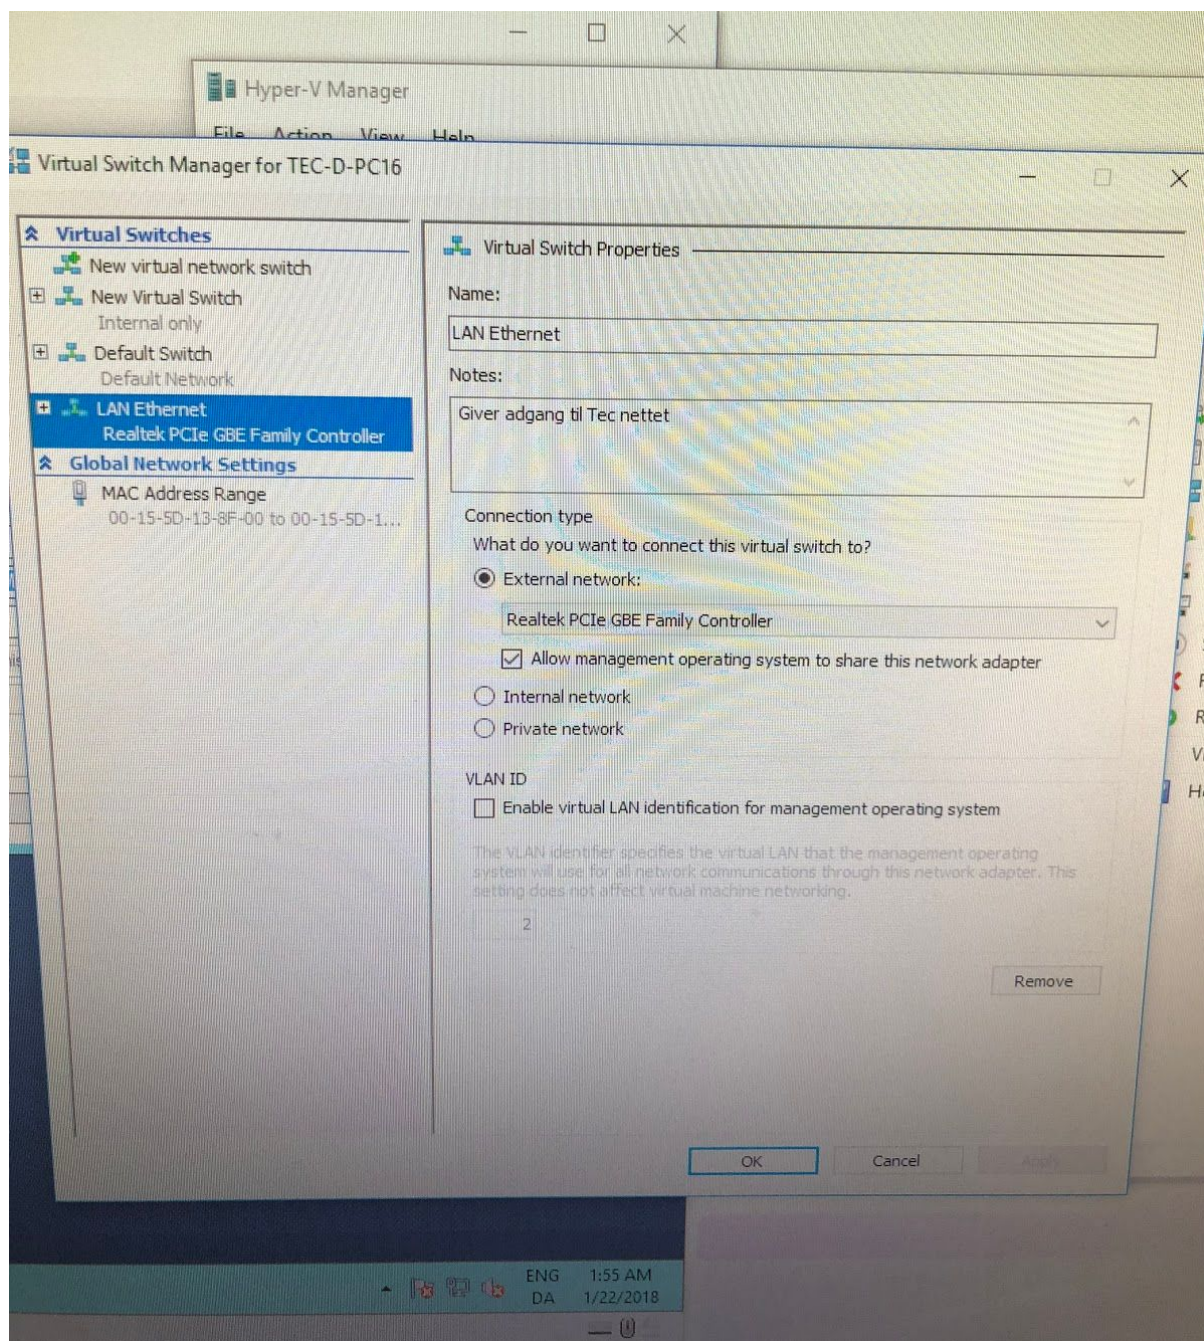 Hyper-V Manager
File Action View Help
Virtual Switch Manager for TEC-D-PC16
Virtual Switches
New virtual network switch
New Virtual Switch
Internal only
Default Switch
Default Network
LAN Ethernet
Realtek PCIe GBE Family Controller
Global Network Settings
MAC Address Range
00-15-5D-13-8F-00 to 00-15-5D-1...
Virtual Switch Properties
Name:
LAN Ethernet
Notes:
Giver adgang til Tec nettet
Connection type
What do you want to connect this virtual switch to?
External network:
Realtek PCIe GBE Family Controller
Allow management operating system to share this network adapter
Internal network
Private network
VLAN ID
Enable virtual LAN identification for management operating system
The VLAN identifier specifies the virtual LAN that the management operating
system will use for all network communications through this network adapter. This
setting does not affect virtual machine networking.
2
Remove
OK Cancel Apply
ENG 1:55 AM
DA 1/22/2018